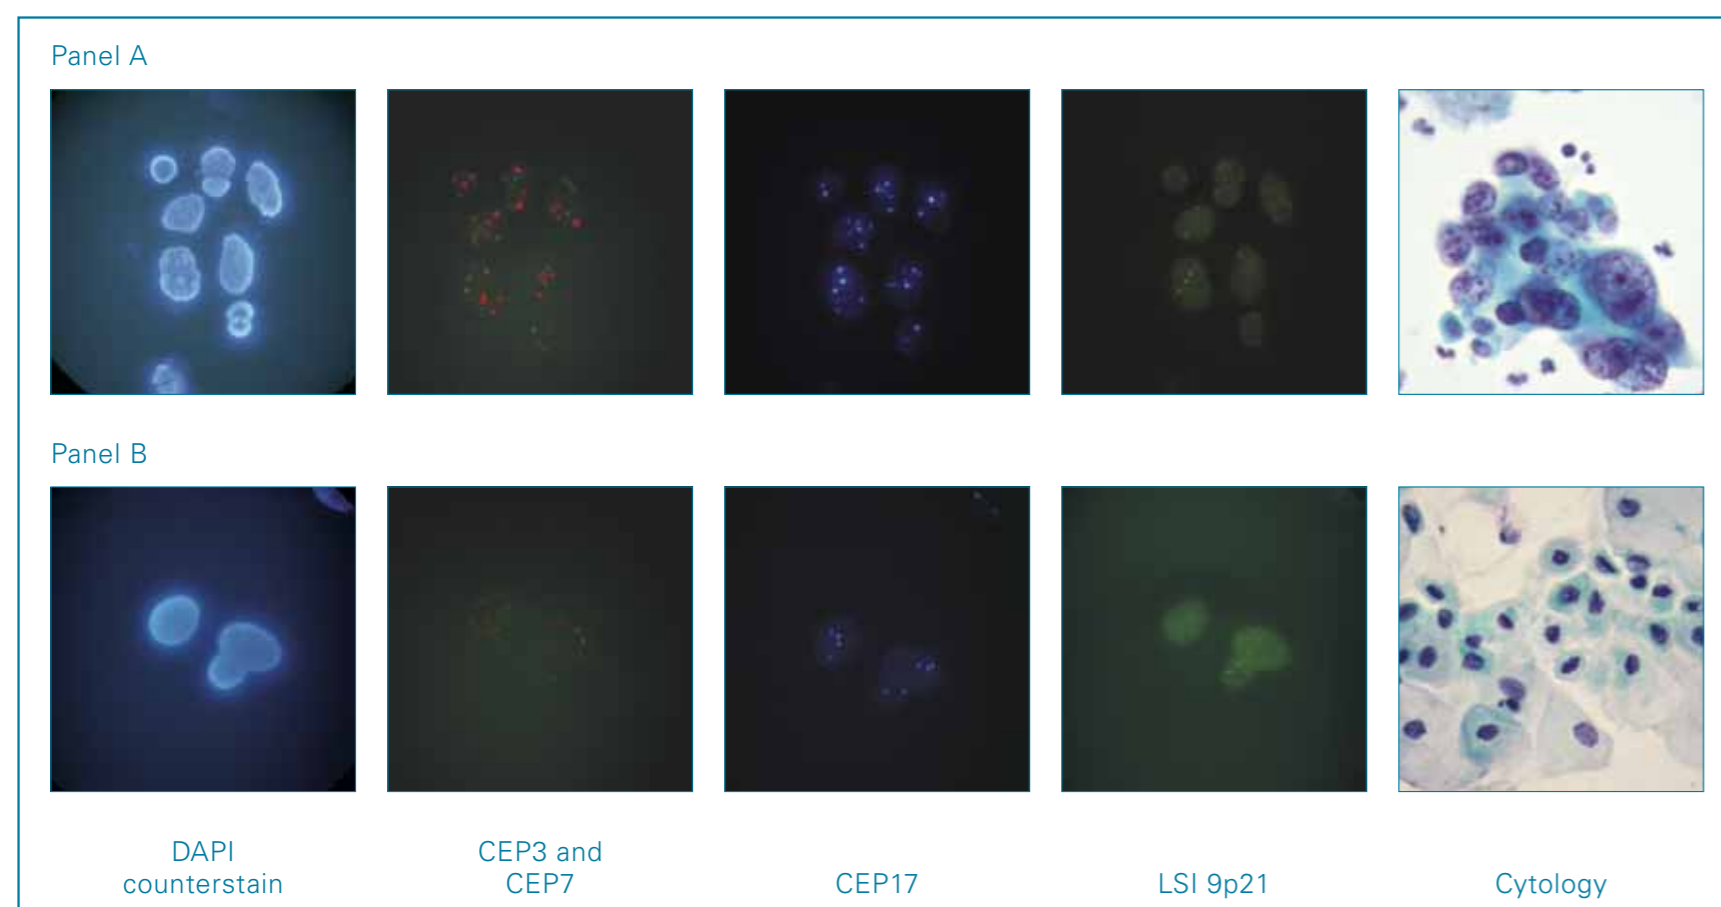 Panel A
Panel B
DAPI
counterstain
CEP3 and
CEP7
CEP17
LSI 9p21
Cytology